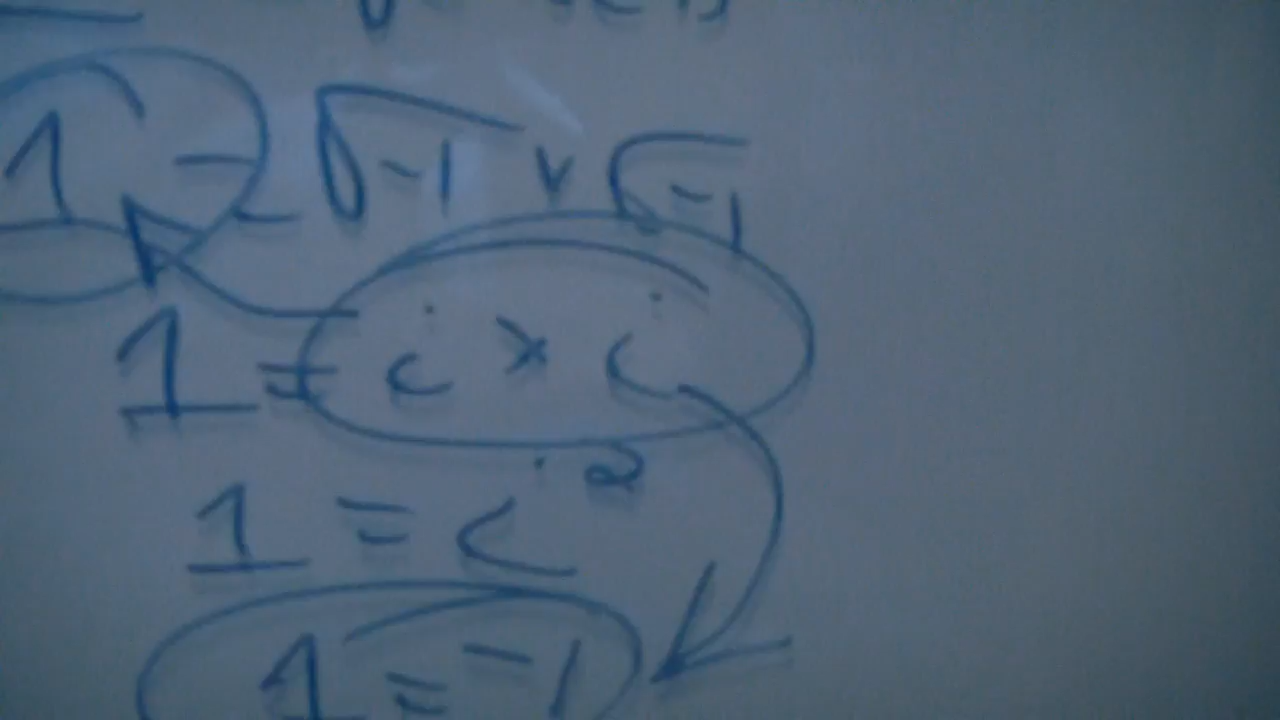 1 = √-1 × √-1
1 = i × i
1 = i²
1 = -1